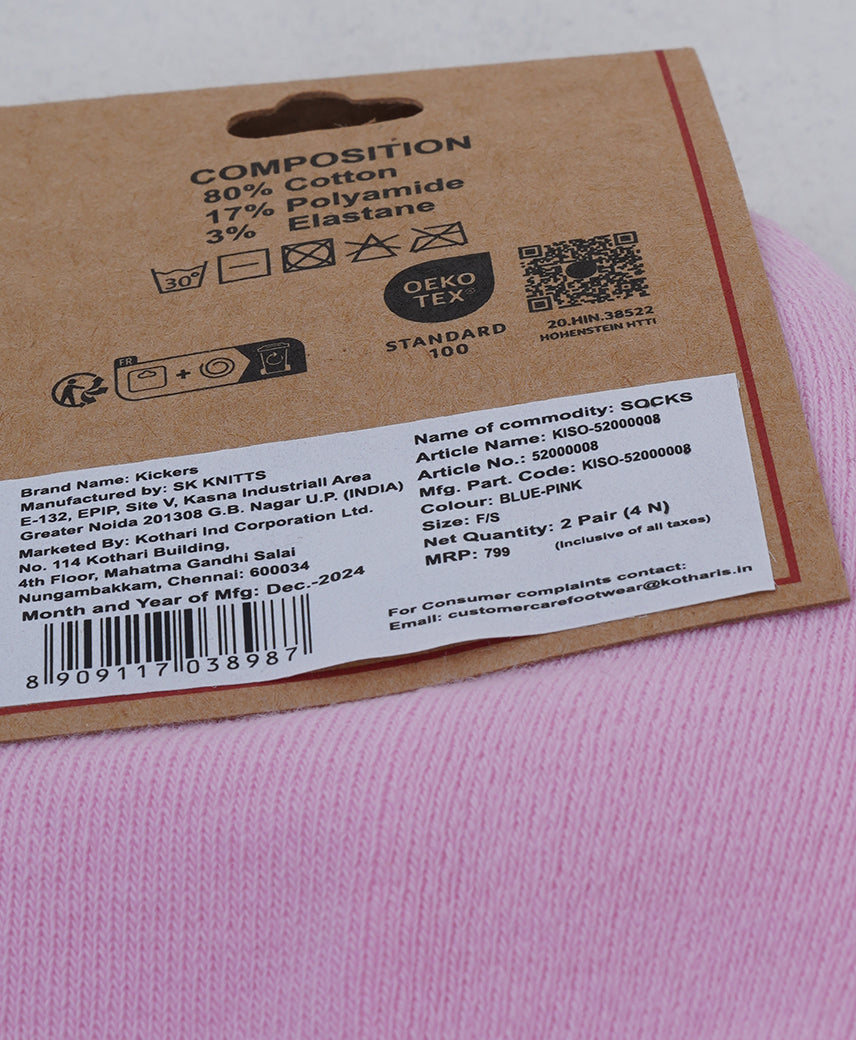 COMPOSITION
80% Cotton
17% Polyamide
3% Elastane
30°
OEKO
TEX®
STANDARD
100
20.HIN.38522
HOHENSTEIN HTTI
FR
+
Brand Name: Kickers
Manufactured by: SK KNITTS
E-132, EPIP, Site V, Kasna Industriall Area
Greater Noida 201308 G.B. Nagar U.P. (INDIA)
Marketed By: Kothari Ind Corporation Ltd.
No. 114 Kothari Building,
4th Floor, Mahatma Gandhi Salai
Nungambakkam, Chennai: 600034
Month and Year of Mfg: Dec.-2024
8 909117 038987
Name of commodity: SOCKS
Article Name: KISO-52000008
Article No.: 52000008
Mfg. Part. Code: KISO-52000008
Colour: BLUE-PINK
Size: F/S
Net Quantity: 2 Pair (4 N)
MRP: 799 (Inclusive of all taxes)
For Consumer complaints contact:
Email: customercarefootwear@kotharis.in